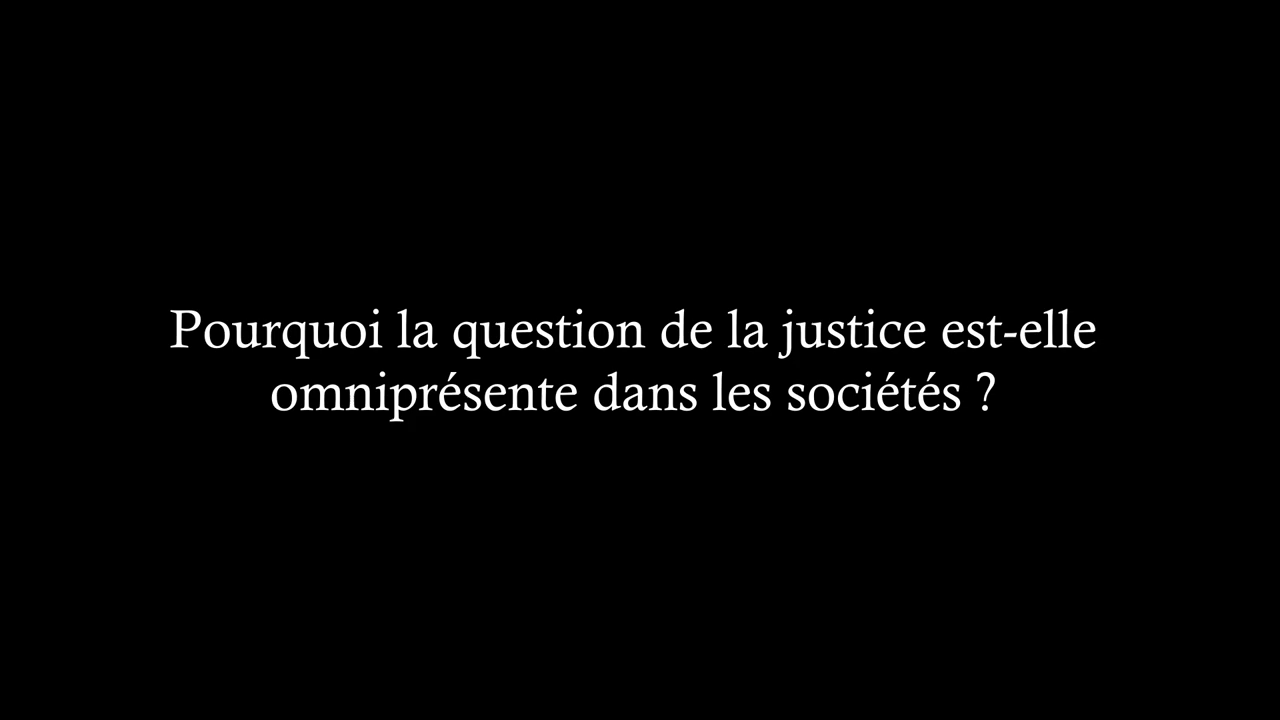 Pourquoi la question de la justice est-elle
omniprésente dans les sociétés ?